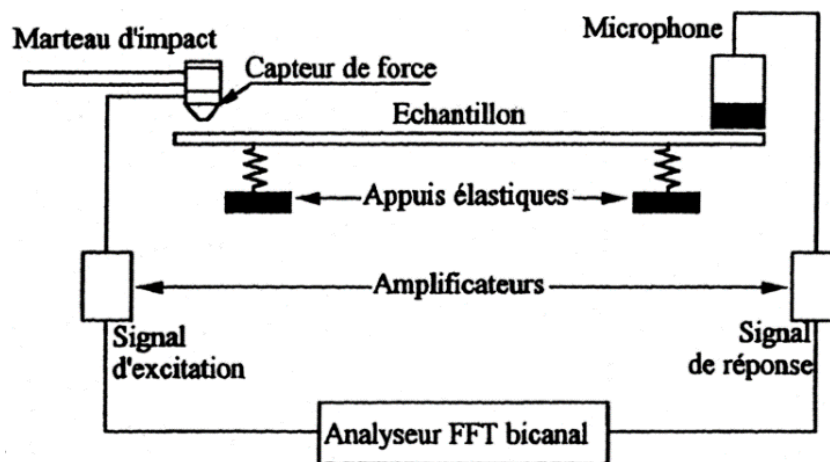 Marteau d'impact
Capteur de force
Microphone
Echantillon
Appuis élastiques
Amplificateurs
Signal
d'excitation
Signal
de réponse
Analyseur FFT bicanal